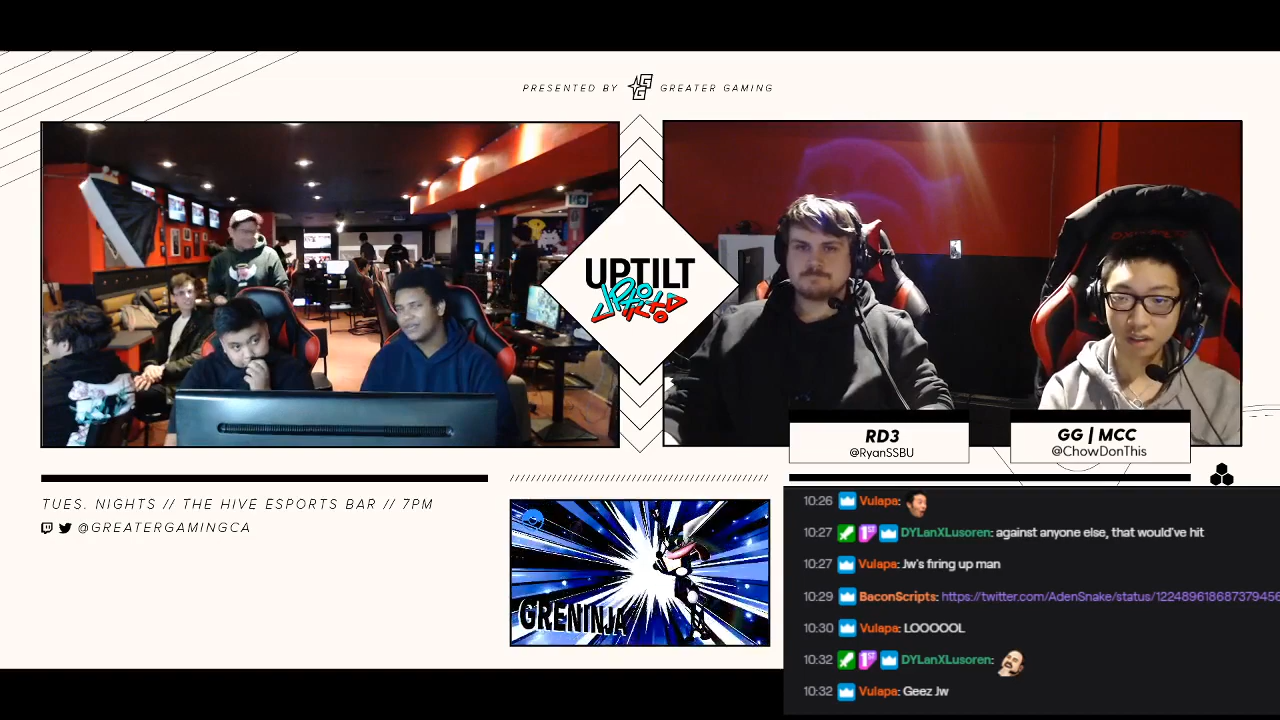 PRESENTED BY GG GREATER GAMING
UPTILT
RD3
@RyanSSBU
GG | MCC
@ChowDonThis
TUES. NIGHTS // THE HIVE ESPORTS BAR // 7PM
@GREATERGAMINGCA
GRENINJA
10:26 Vulapa:
10:27 DYLanXLusoren: against anyone else, that would've hit
10:27 Vulapa: Jw's firing up man
10:29 BaconScripts: https://twitter.com/AdenSnake/status/122489618687379456
10:30 Vulapa: LOOOOOL
10:32 DYLanXLusoren:
10:32 Vulapa: Geez Jw